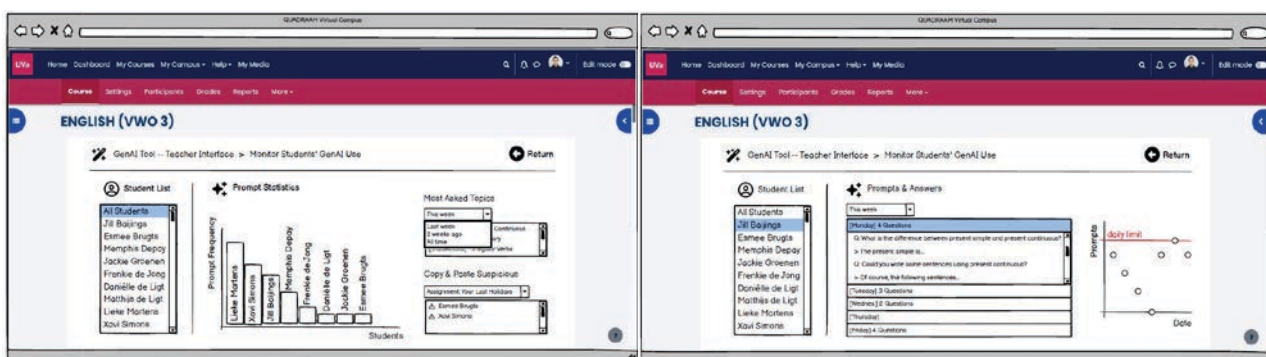 QUADRAAM Virtual Campus
UVa Home Dashboard My Courses My Campus Help My Media Edit mode
Course Settings Participants Grades Reports More
ENGLISH (VWO 3)
GenAI Tool -- Teacher Interface > Monitor Students' GenAI Use Return
Student List
All Students
Jill Baijings
Esmee Brugts
Memphis Depay
Jackie Groenen
Frenkie de Jong
Daniëlle de Ligt
Matthijs de Ligt
Lieke Martens
Xavi Simons
Prompt Statistics
Prompt Frequency
Lieke Martens
Xavi Simons
Jill Baijings
Memphis Depay
Frenkie de Jong
Daniëlle de Ligt
Jackie Groenen
Esmee Brugts
Students
Most Asked Topics
This week
Last week
2 weeks ago
All time
Continuous
Verbs
Copy & Paste Suspicious
Assignment: Your Last Holidays
Esmee Brugts
Xavi Simons
?
QUADRAAM Virtual Campus
UVa Home Dashboard My Courses My Campus Help My Media Edit mode
Course Settings Participants Grades Reports More
ENGLISH (VWO 3)
GenAI Tool -- Teacher Interface > Monitor Students' GenAI Use Return
Student List
All Students
Jill Baijings
Esmee Brugts
Memphis Depay
Jackie Groenen
Frenkie de Jong
Daniëlle de Ligt
Matthijs de Ligt
Lieke Martens
Xavi Simons
Prompts & Answers
This week
[Monday] 4 Questions
Q: What is the difference between present simple and present continuous?
> The present simple is...
Q: Could you write some sentences using present continuous?
> Of course, the following sentences...
[Tuesday] 3 Questions
[Wednes] 2 Questions
[Thursday]
[Friday] 4 Questions
Prompts
daily limit
Date
?